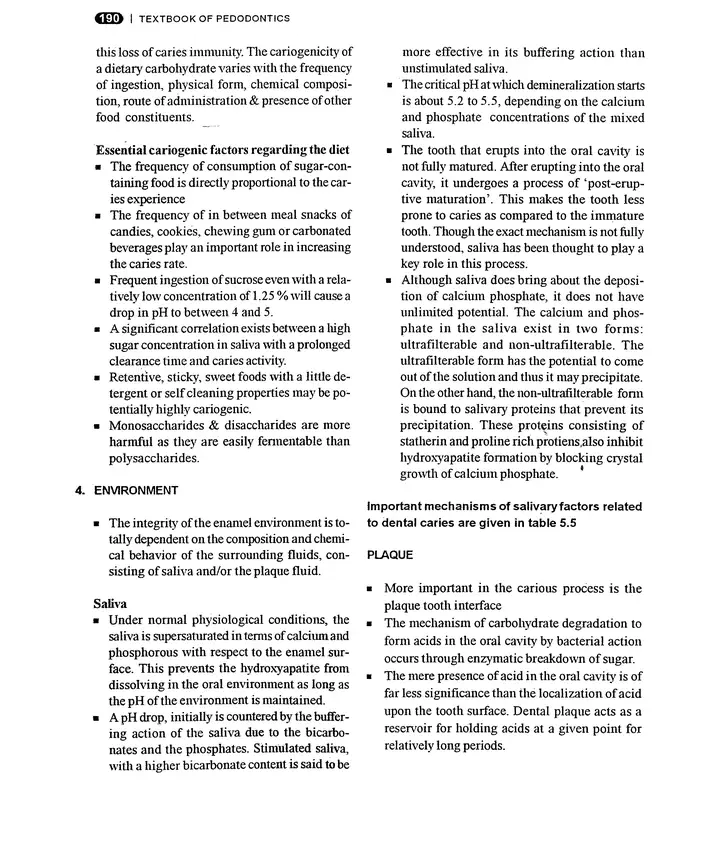 190 | TEXTBOOK OF PEDODONTICS
this loss of caries immunity. The cariogenicity of
a dietary carbohydrate varies with the frequency
of ingestion, physical form, chemical composi-
tion, route of administration & presence of other
food constituents.
Essential cariogenic factors regarding the diet
▪ The frequency of consumption of sugar-con-
taining food is directly proportional to the car-
ies experience
▪ The frequency of in between meal snacks of
candies, cookies, chewing gum or carbonated
beverages play an important role in increasing
the caries rate.
▪ Frequent ingestion of sucrose even with a rela-
tively low concentration of 1.25 % will cause a
drop in pH to between 4 and 5.
▪ A significant correlation exists between a high
sugar concentration in saliva with a prolonged
clearance time and caries activity.
▪ Retentive, sticky, sweet foods with a little de-
tergent or self cleaning properties may be po-
tentially highly cariogenic.
▪ Monosaccharides & disaccharides are more
harmful as they are easily fermentable than
polysaccharides.
4. ENVIRONMENT
▪ The integrity of the enamel environment is to-
tally dependent on the composition and chemi-
cal behavior of the surrounding fluids, con-
sisting of saliva and/or the plaque fluid.
Saliva
▪ Under normal physiological conditions, the
saliva is supersaturated in terms of calcium and
phosphorous with respect to the enamel sur-
face. This prevents the hydroxyapatite from
dissolving in the oral environment as long as
the pH of the environment is maintained.
▪ A pH drop, initially is countered by the buffer-
ing action of the saliva due to the bicarbo-
nates and the phosphates. Stimulated saliva,
with a higher bicarbonate content is said to be
more effective in its buffering action than
unstimulated saliva.
▪ The critical pH at which demineralization starts
is about 5.2 to 5.5, depending on the calcium
and phosphate concentrations of the mixed
saliva.
▪ The tooth that erupts into the oral cavity is
not fully matured. After erupting into the oral
cavity, it undergoes a process of ‘post-erup-
tive maturation’. This makes the tooth less
prone to caries as compared to the immature
tooth. Though the exact mechanism is not fully
understood, saliva has been thought to play a
key role in this process.
▪ Although saliva does bring about the deposi-
tion of calcium phosphate, it does not have
unlimited potential. The calcium and phos-
phate in the saliva exist in two forms:
ultrafilterable and non-ultrafilterable. The
ultrafilterable form has the potential to come
out of the solution and thus it may precipitate.
On the other hand, the non-ultrafilterable form
is bound to salivary proteins that prevent its
precipitation. These proteins consisting of
statherin and proline rich protiens,also inhibit
hydroxyapatite formation by blocking crystal
growth of calcium phosphate.
Important mechanisms of salivary factors related
to dental caries are given in table 5.5
PLAQUE
▪ More important in the carious process is the
plaque tooth interface
▪ The mechanism of carbohydrate degradation to
form acids in the oral cavity by bacterial action
occurs through enzymatic breakdown of sugar.
▪ The mere presence of acid in the oral cavity is of
far less significance than the localization of acid
upon the tooth surface. Dental plaque acts as a
reservoir for holding acids at a given point for
relatively long periods.